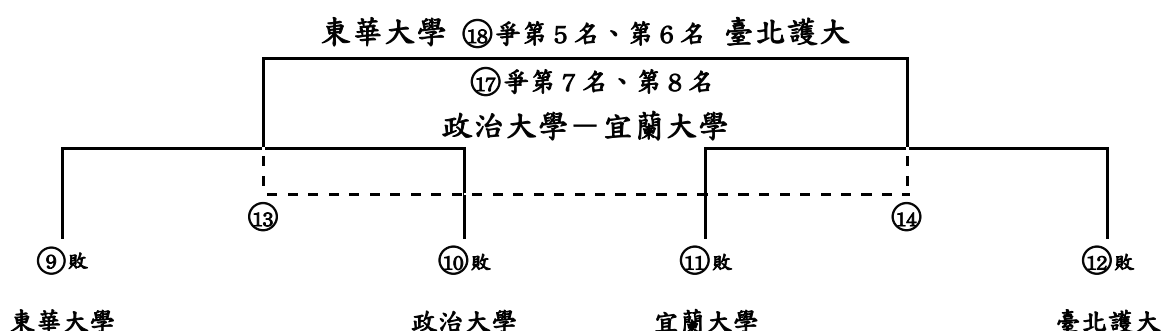 東華大學 ⑱爭第5名、第6名 臺北護大
⑰爭第7名、第8名
政治大學－宜蘭大學
⑬ ⑭
⑨敗 ⑩敗 ⑪敗 ⑫敗
東華大學 政治大學 宜蘭大學 臺北護大